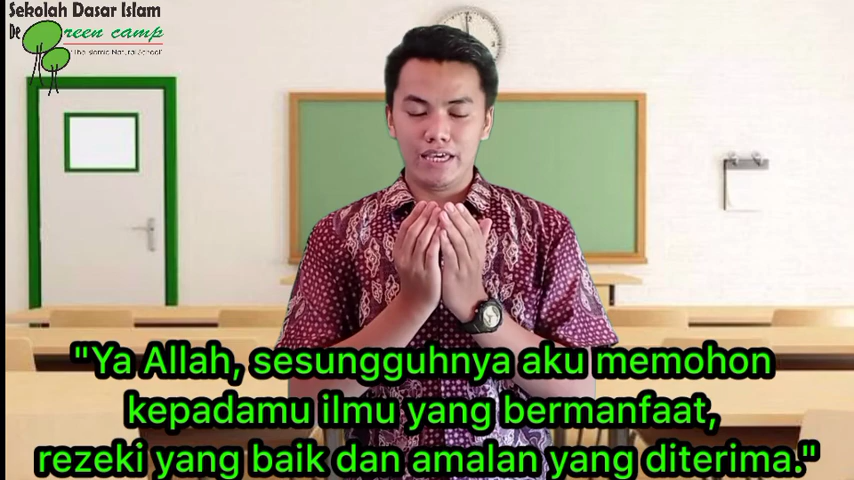 Sekolah Dasar Islam
De Green camp
The Islamic Natural School
"Ya Allah, sesungguhnya aku memohon
kepadamu ilmu yang bermanfaat,
rezeki yang baik dan amalan yang diterima."